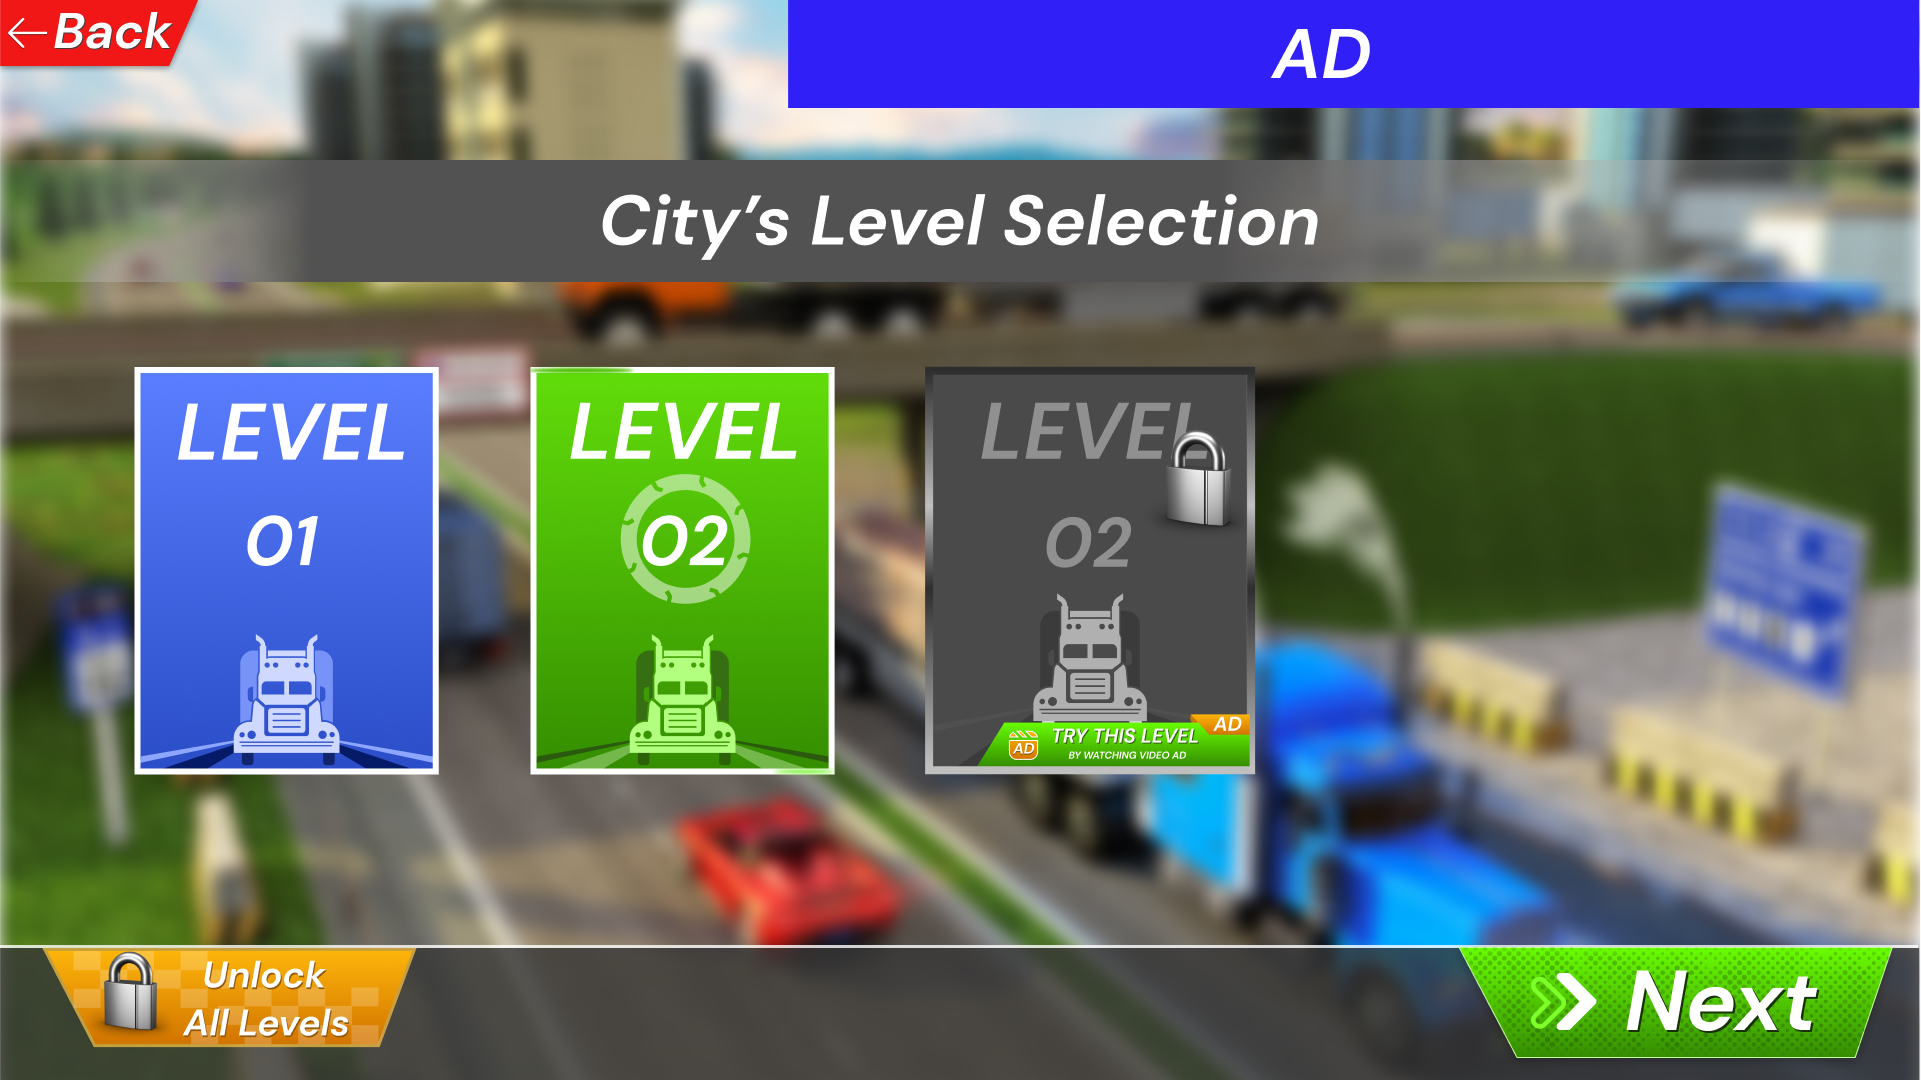 Back
AD
City's Level Selection
LEVEL
01
LEVEL
02
LEVEL
02
AD
AD
TRY THIS LEVEL
BY WATCHING VIDEO AD
Unlock
All Levels
Next